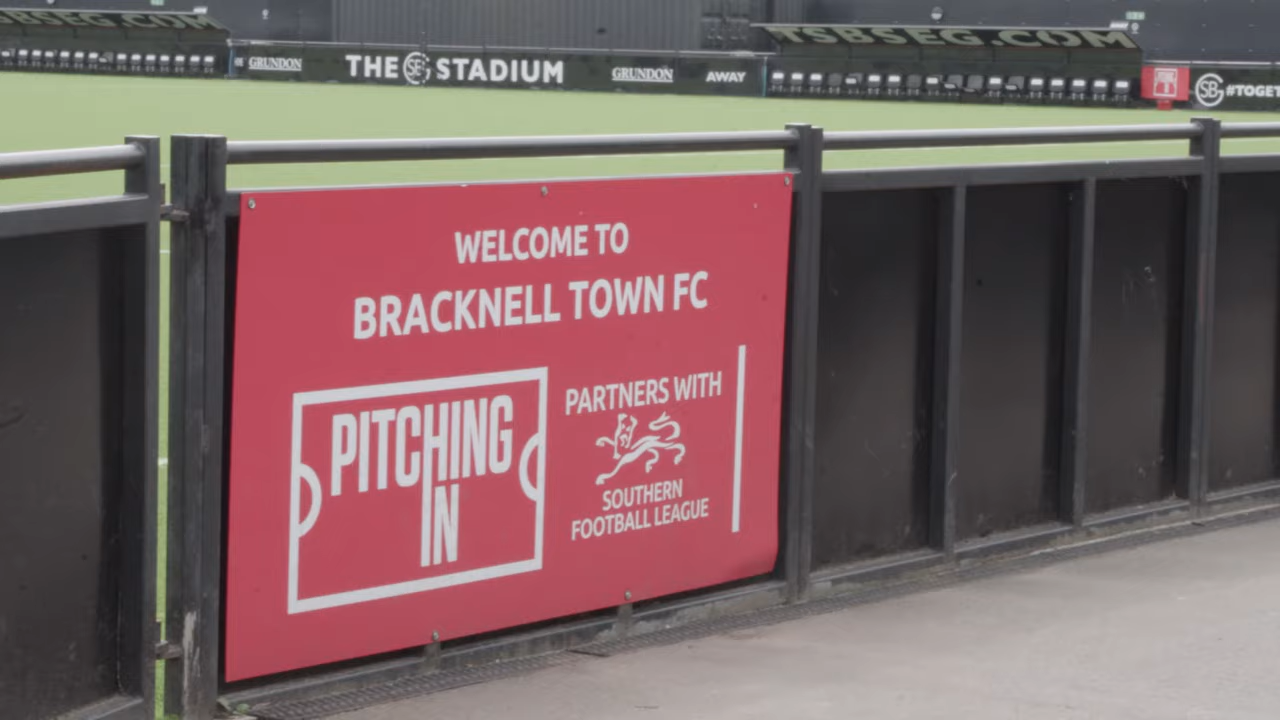 TSBSEG.COM
GRUNDON
THE SB STADIUM
GRUNDON
AWAY
TSBSEG.COM
SB
#TOGET
WELCOME TO
BRACKNELL TOWN FC
PITCHING
IN
PARTNERS WITH
SOUTHERN
FOOTBALL LEAGUE